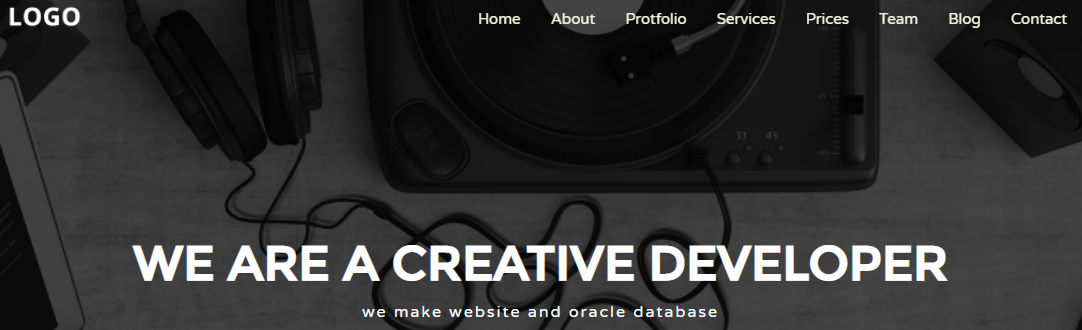 LOGO
Home About Protfolio Services Prices Team Blog Contact
33 45
WE ARE A CREATIVE DEVELOPER
we make website and oracle database